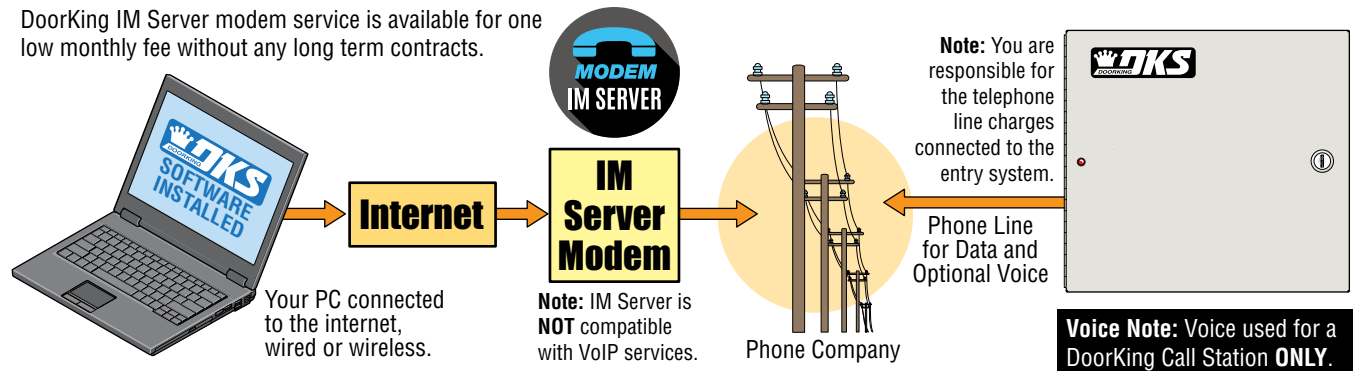 DoorKing IM Server modem service is available for one
low monthly fee without any long term contracts.
MODEM
IM SERVER
DOORKING
DKS
SOFTWARE
INSTALLED
Your PC connected
to the internet,
wired or wireless.
Internet
IM
Server
Modem
Note: IM Server is
NOT compatible
with VoIP services.
Phone Company
Note: You are
responsible for
the telephone
line charges
connected to the
entry system.
Phone Line
for Data and
Optional Voice
DOORKING
DKS
Voice Note: Voice used for a
DoorKing Call Station ONLY.